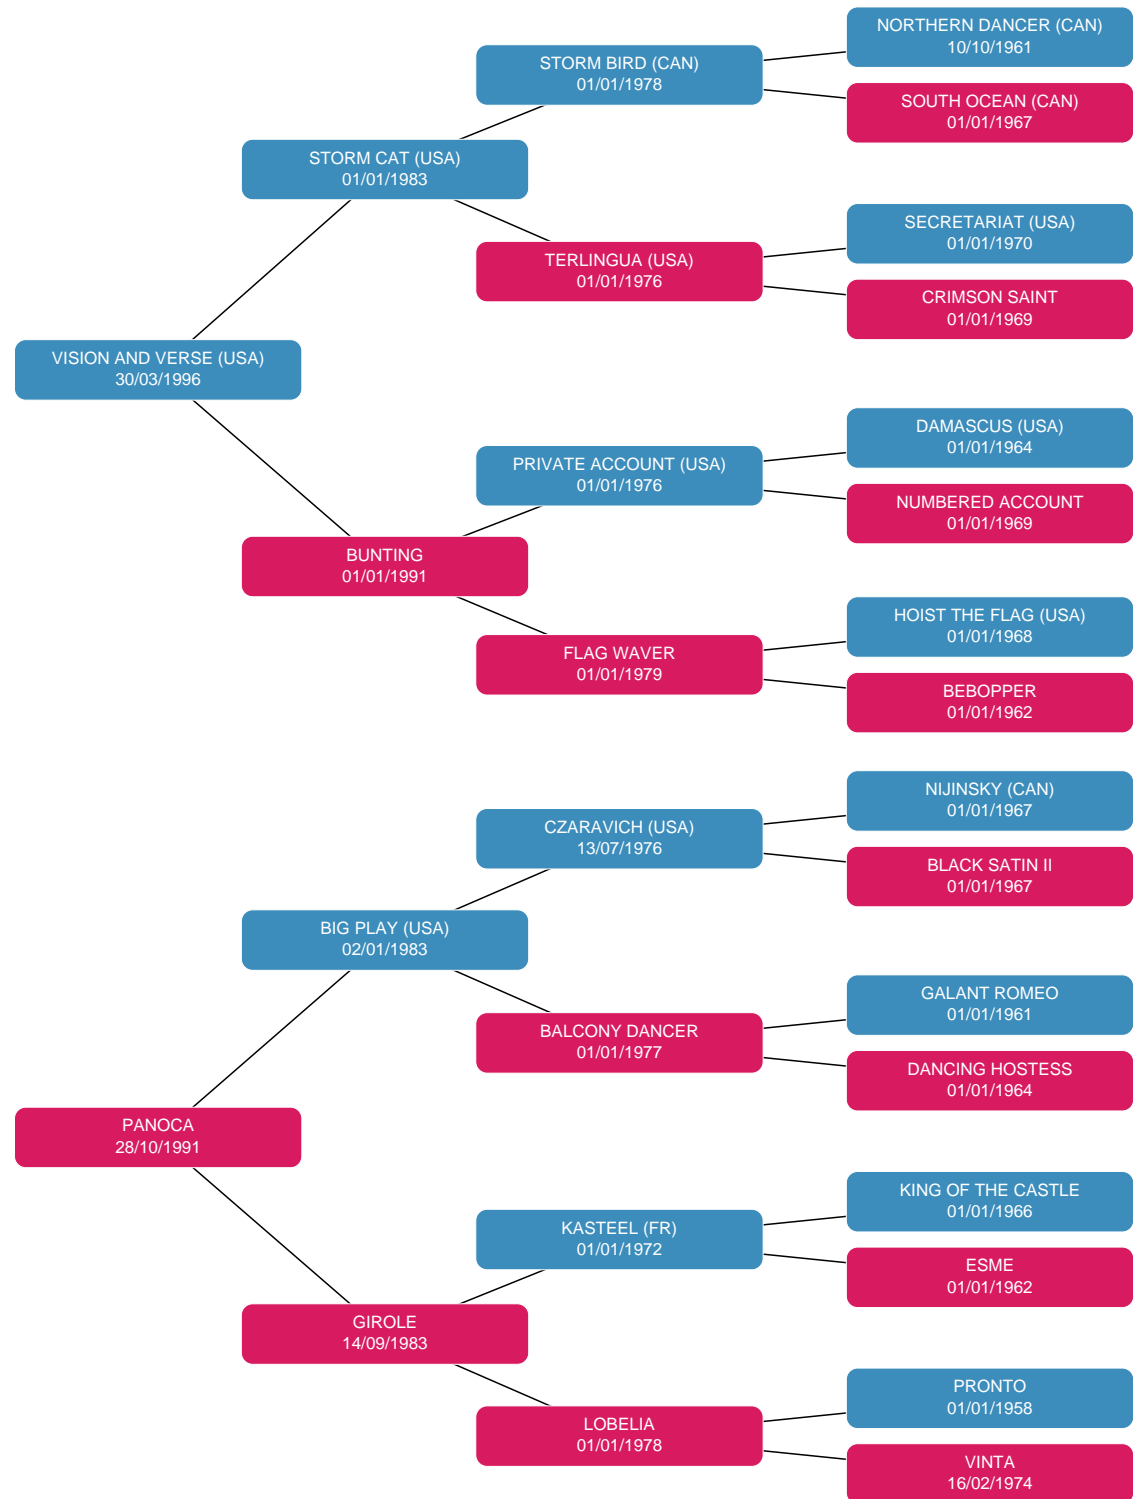 NORTHERN DANCER (CAN)
10/10/1961
STORM BIRD (CAN)
01/01/1978
SOUTH OCEAN (CAN)
01/01/1967
STORM CAT (USA)
01/01/1983
SECRETARIAT (USA)
01/01/1970
TERLINGUA (USA)
01/01/1976
CRIMSON SAINT
01/01/1969
VISION AND VERSE (USA)
30/03/1996
DAMASCUS (USA)
01/01/1964
PRIVATE ACCOUNT (USA)
01/01/1976
NUMBERED ACCOUNT
01/01/1969
BUNTING
01/01/1991
HOIST THE FLAG (USA)
01/01/1968
FLAG WAVER
01/01/1979
BEBOPPER
01/01/1962
NIJINSKY (CAN)
01/01/1967
CZARAVICH (USA)
13/07/1976
BLACK SATIN II
01/01/1967
BIG PLAY (USA)
02/01/1983
GALANT ROMEO
01/01/1961
BALCONY DANCER
01/01/1977
DANCING HOSTESS
01/01/1964
PANOCA
28/10/1991
KING OF THE CASTLE
01/01/1966
KASTEEL (FR)
01/01/1972
ESME
01/01/1962
GIROLE
14/09/1983
PRONTO
01/01/1958
LOBELIA
01/01/1978
VINTA
16/02/1974